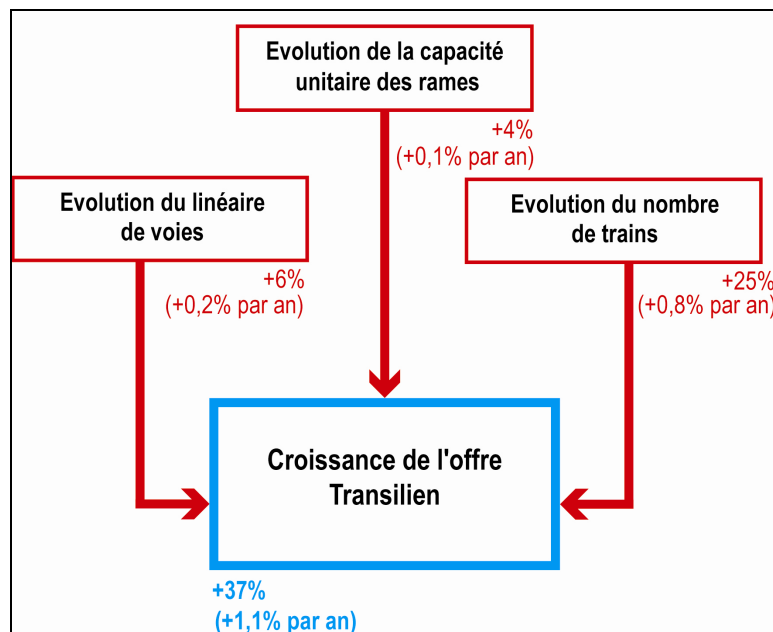 Evolution de la capacité
unitaire des rames
+4%
(+0,1% par an)
Evolution du linéaire
de voies
+6%
(+0,2% par an)
Evolution du nombre
de trains
+25%
(+0,8% par an)
Croissance de l'offre
Transilien
+37%
(+1,1% par an)